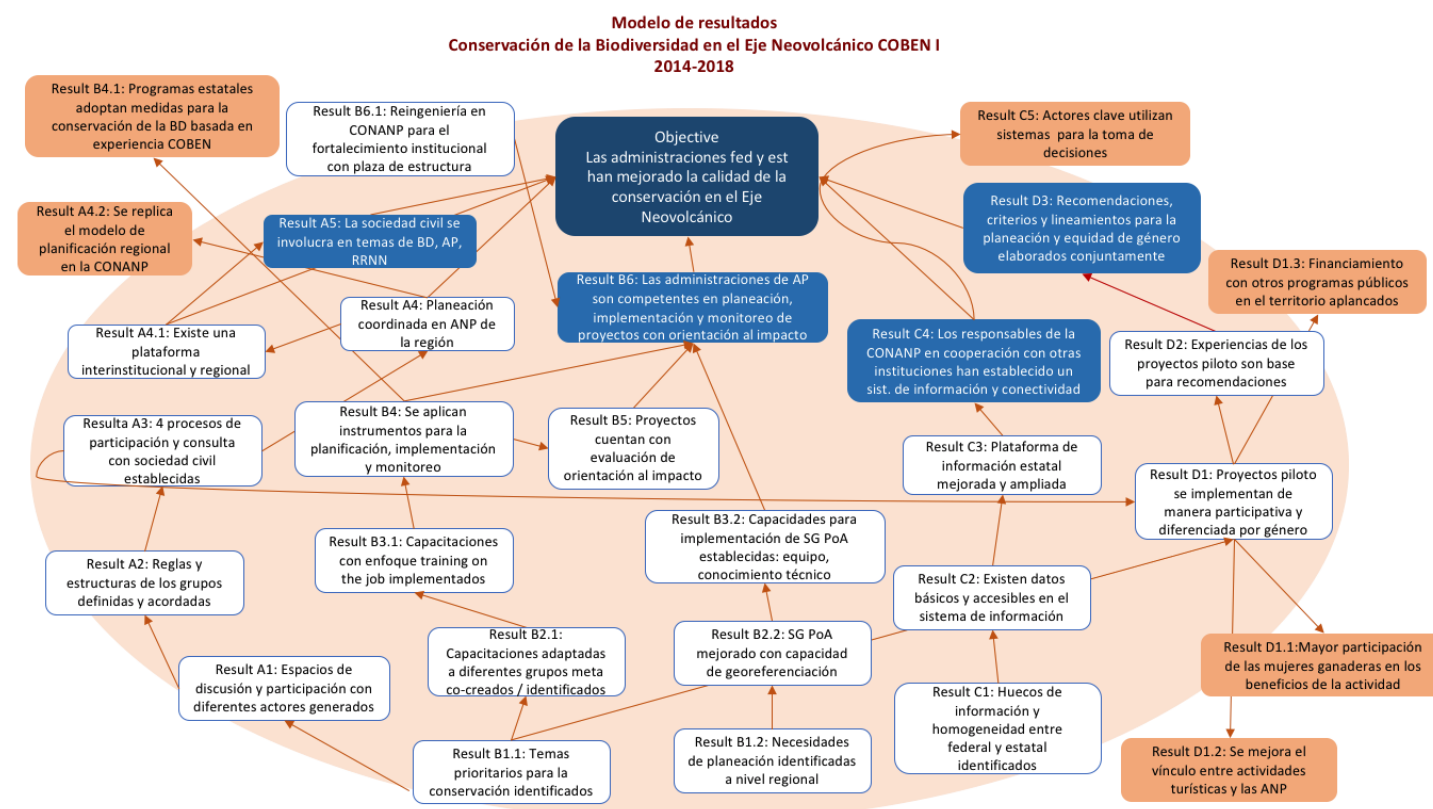 Modelo de resultados
Conservación de la Biodiversidad en el Eje Neovolcánico COBEN I
2014-2018
Result B4.1: Programas estatales
adoptan medidas para la
conservación de la BD basada en
experiencia COBEN
Result B6.1: Reingeniería en
CONANP para el
fortalecimiento institucional
con plaza de estructura
Objective
Las administraciones fed y est
han mejorado la calidad de la
conservación en el Eje
Neovolcánico
Result C5: Actores clave utilizan
sistemas para la toma de
decisiones
Result A4.2: Se replica
el modelo de
planificación regional
en la CONANP
Result A5: La sociedad civil se
involucra en temas de BD, AP,
RRNN
Result D3: Recomendaciones,
criterios y lineamientos para la
planeación y equidad de género
elaborados conjuntamente
Result B6: Las administraciones de AP
son competentes en planeación,
implementación y monitoreo de
proyectos con orientación al impacto
Result D1.3: Financiamiento
con otros programas públicos
en el territorio aplancados
Result A4.1: Existe una
plataforma
interinstitucional y regional
Result A4: Planeación
coordinada en ANP de
la región
Result C4: Los responsables de la
CONANP en cooperación con otras
instituciones han establecido un
sist. de información y conectividad
Result D2: Experiencias de los
proyectos piloto son base
para recomendaciones
Resulta A3: 4 procesos de
participación y consulta
con sociedad civil
establecidas
Result B4: Se aplican
instrumentos para la
planificación, implementación
y monitoreo
Result B5: Proyectos
cuentan con
evaluación de
orientación al impacto
Result C3: Plataforma de
información estatal
mejorada y ampliada
Result D1: Proyectos piloto
se implementan de
manera participativa y
diferenciada por género
Result A2: Reglas y
estructuras de los grupos
definidas y acordadas
Result B3.1: Capacitaciones
con enfoque training on
the job implementados
Result B3.2: Capacidades para
implementación de SG PoA
establecidas: equipo,
conocimiento técnico
Result C2: Existen datos
básicos y accesibles en el
sistema de información
Result A1: Espacios de
discusión y participación con
diferentes actores generados
Result B2.1:
Capacitaciones adaptadas
a diferentes grupos meta
co-creados / identificados
Result B2.2: SG PoA
mejorado con capacidad
de georeferenciación
Result D1.1:Mayor participación
de las mujeres ganaderas en los
beneficios de la actividad
Result B1.1: Temas
prioritarios para la
conservación identificados
Result B1.2: Necesidades
de planeación identificadas
a nivel regional
Result C1: Huecos de
información y
homogeneidad entre
federal y estatal
identificados
Result D1.2: Se mejora el
vínculo entre actividades
turísticas y las ANP